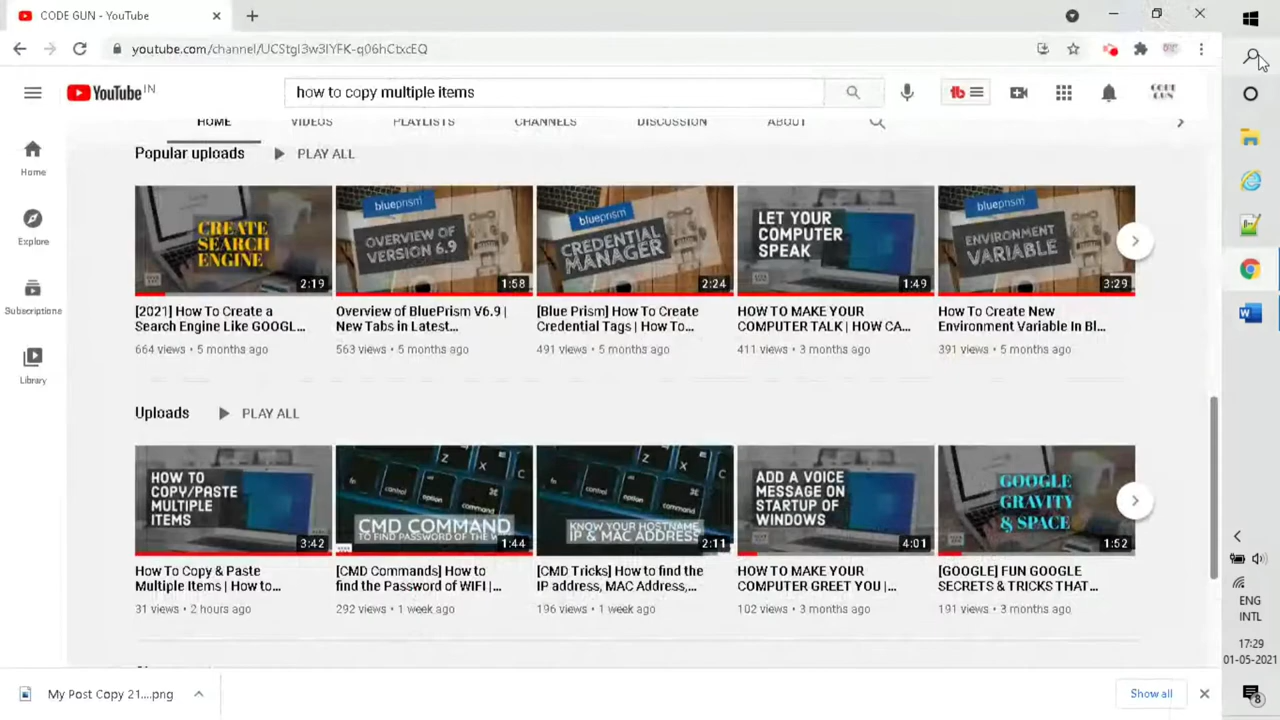 CODE GUN - YouTube
youtube.com/channel/UCStgI3w3IYFK-q06hCtxcEQ
YouTube IN
how to copy multiple items
CODE GUN
HOME VIDEOS PLAYLISTS CHANNELS DISCUSSION ABOUT
Home
Explore
Subscriptions
Library
Popular uploads PLAY ALL
CREATE SEARCH ENGINE
2:19
blueprism
OVERVIEW OF VERSION 6.9
1:58
blueprism
CREDENTIAL MANAGER
2:24
LET YOUR COMPUTER SPEAK
1:49
blueprism
ENVIRONMENT VARIABLE
3:29
[2021] How To Create a
Search Engine Like GOOGL...
664 views • 5 months ago
Overview of BluePrism V6.9 |
New Tabs in Latest...
563 views • 5 months ago
[Blue Prism] How To Create
Credential Tags | How To...
491 views • 5 months ago
HOW TO MAKE YOUR
COMPUTER TALK | HOW CA...
411 views • 3 months ago
How To Create New
Environment Variable In Bl...
391 views • 5 months ago
Uploads PLAY ALL
HOW TO COPY/PASTE MULTIPLE ITEMS
3:42
CMD COMMAND
TO FIND PASSWORD OF THE W
1:44
KNOW YOUR HOSTNAME
IP & MAC ADDRESS
2:11
ADD A VOICE MESSAGE ON STARTUP OF WINDOWS
4:01
GOOGLE GRAVITY & SPACE
1:52
How To Copy & Paste
Multiple Items | How to...
31 views • 2 hours ago
[CMD Commands] How to
find the Password of WIFI |...
292 views • 1 week ago
[CMD Tricks] How to find the
IP address, MAC Address,...
196 views • 1 week ago
HOW TO MAKE YOUR
COMPUTER GREET YOU |...
102 views • 3 months ago
[GOOGLE] FUN GOOGLE
SECRETS & TRICKS THAT...
191 views • 3 months ago
My Post Copy 21....png
Show all
ENG
INTL
17:29
01-05-2021
8